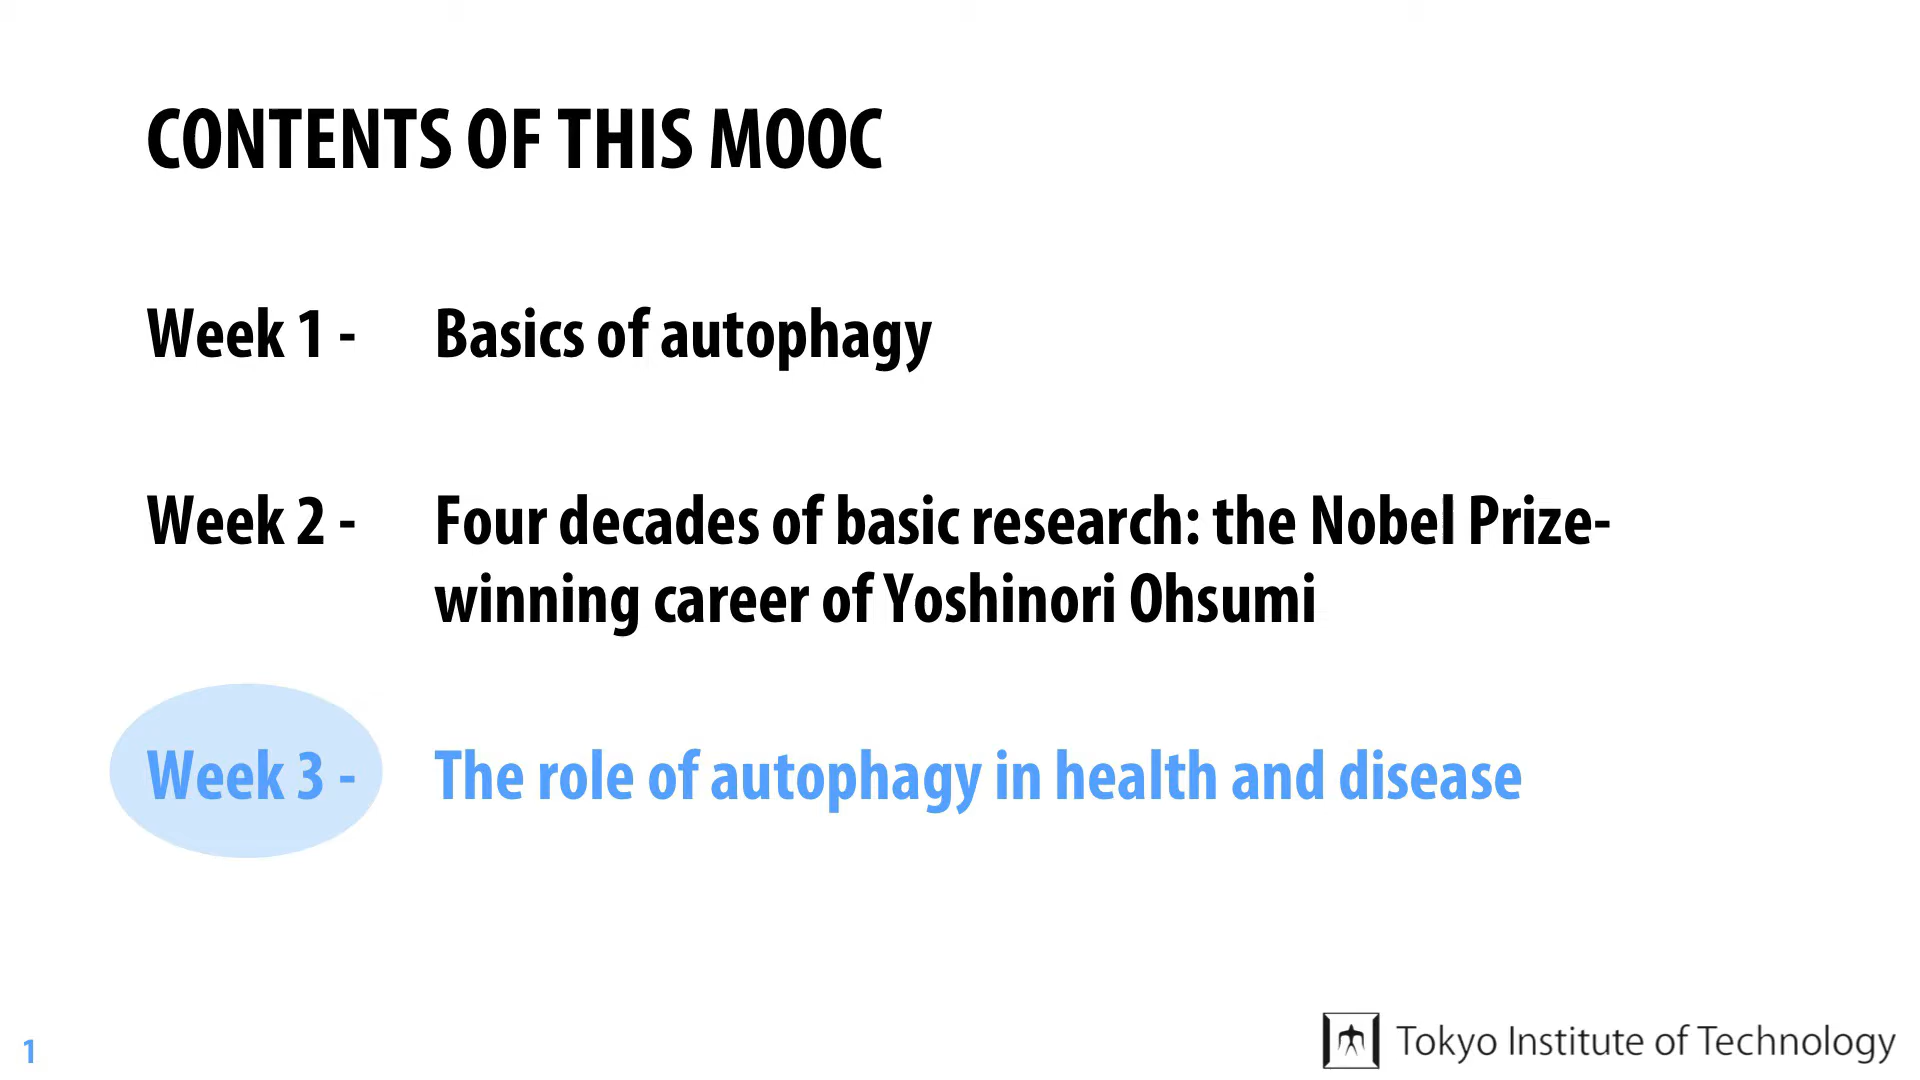 CONTENTS OF THIS MOOC
Week 1 - Basics of autophagy
Week 2 - Four decades of basic research: the Nobel Prize-
winning career of Yoshinori Ohsumi
Week 3 - The role of autophagy in health and disease
1
Tokyo Institute of Technology